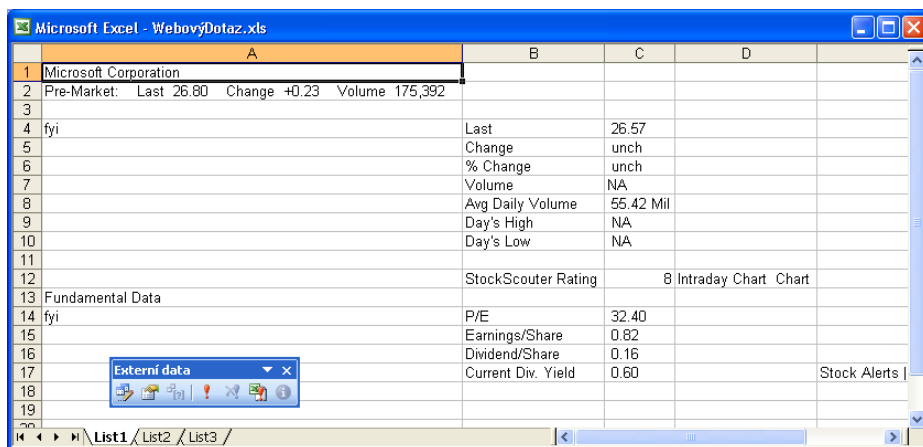 Microsoft Excel - WebovýDotaz.xls
A B C D
1 Microsoft Corporation
2 Pre-Market: Last 26.80 Change +0.23 Volume 175,392
3
4 fyi Last 26.57
5 Change unch
6 % Change unch
7 Volume NA
8 Avg Daily Volume 55.42 Mil
9 Day's High NA
10 Day's Low NA
11
12 StockScouter Rating 8 Intraday Chart Chart
13 Fundamental Data
14 fyi P/E 32.40
15 Earnings/Share 0.82
16 Dividend/Share 0.16
17 Current Div. Yield 0.60 Stock Alerts |
Externí data
18
19
List1 List2 List3